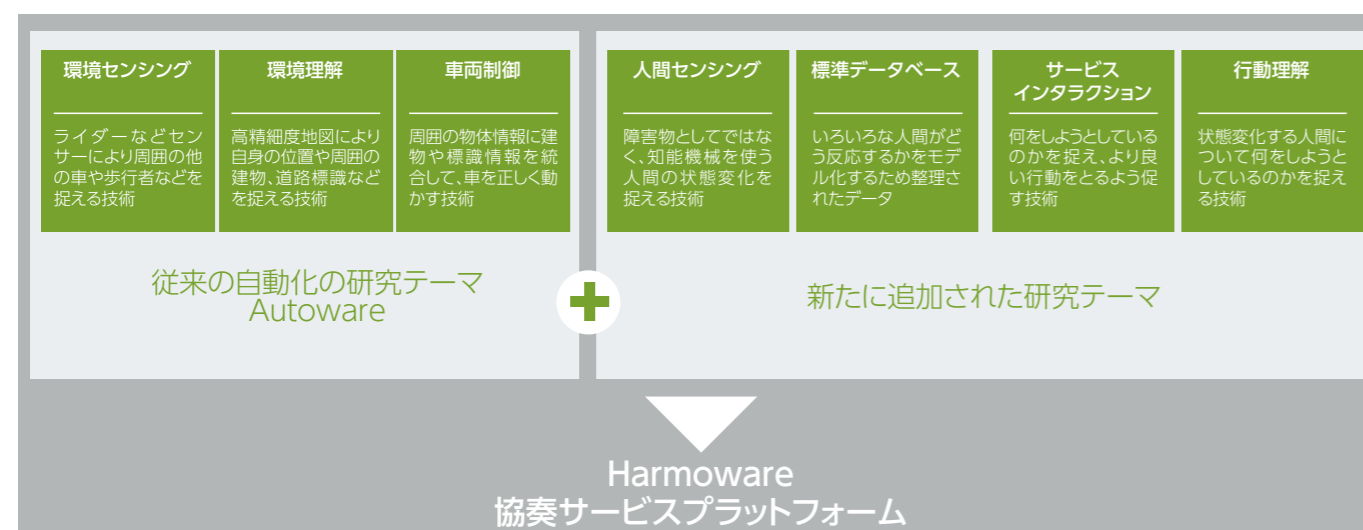 環境センシング
ライダーなどセン
サーにより周囲の他
の車や歩行者などを
捉える技術
環境理解
高精細度地図により
自身の位置や周囲の
建物、道路標識など
を捉える技術
車両制御
周囲の物体情報に建
物や標識情報を統
合して、車を正しく動
かす技術
従来の自動化の研究テーマ
Autoware
人間センシング
障害物としてではな
く、知能機械を使う
人間の状態変化を
捉える技術
標準データベース
いろいろな人間がど
う反応するかをモデ
ル化するため整理さ
れたデータ
サービス
インタラクション
何をしようとしている
のかを捉え、より良
い行動をとるよう促
す技術
行動理解
状態変化する人間に
ついて何をしようと
しているのかを捉え
る技術
新たに追加された研究テーマ
Harmoware
協奏サービスプラットフォーム